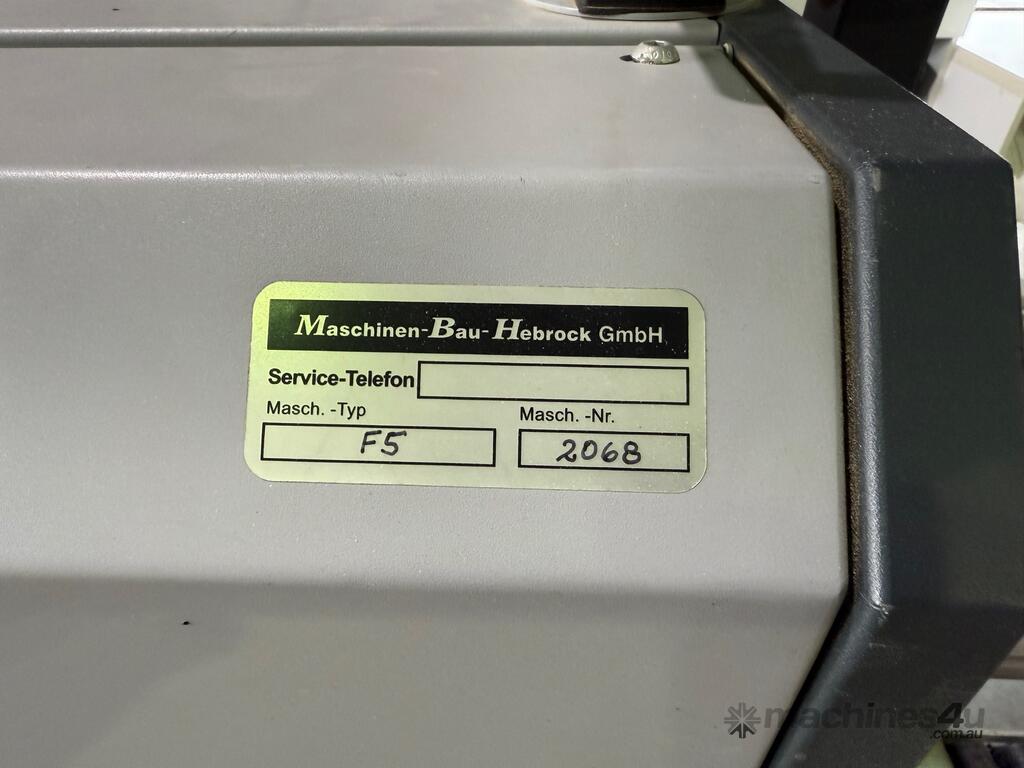 Maschinen-Bau-Hebrock GmbH
Service-Telefon
Masch. -Typ Masch. -Nr.
F5 2068
machines4u
.com.au